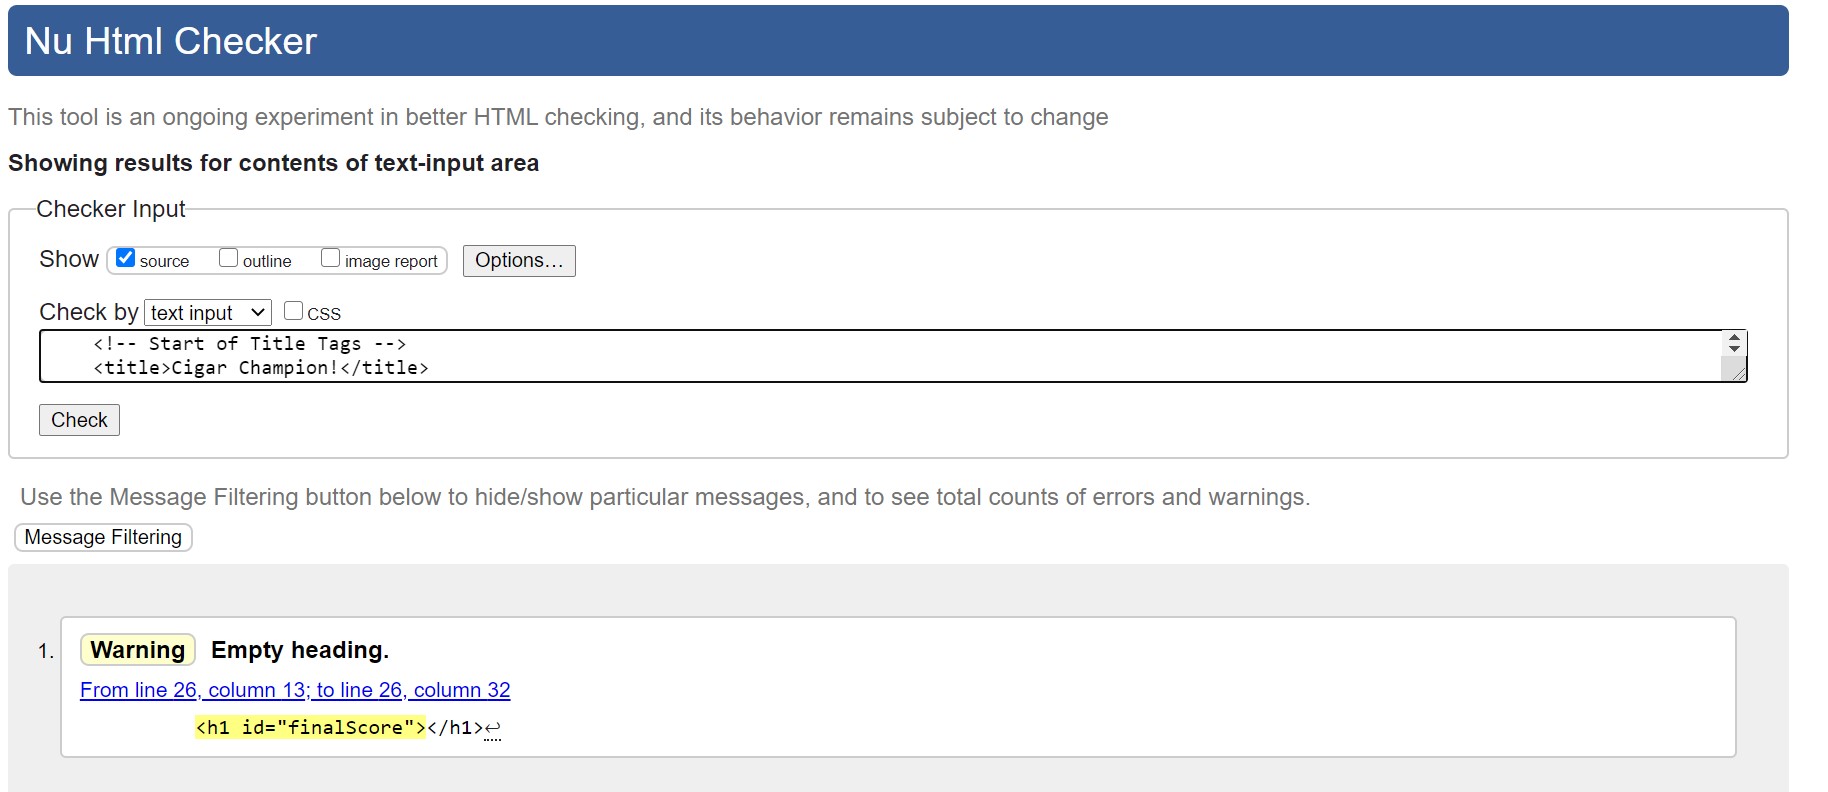 Nu Html Checker
This tool is an ongoing experiment in better HTML checking, and its behavior remains subject to change
Showing results for contents of text-input area
Checker Input
Show source outline image report Options...
Check by text input CSS
<!-- Start of Title Tags -->
<title>Cigar Champion!</title>
Check
Use the Message Filtering button below to hide/show particular messages, and to see total counts of errors and warnings.
Message Filtering
1. Warning Empty heading.
From line 26, column 13; to line 26, column 32
<h1 id="finalScore"></h1>↩